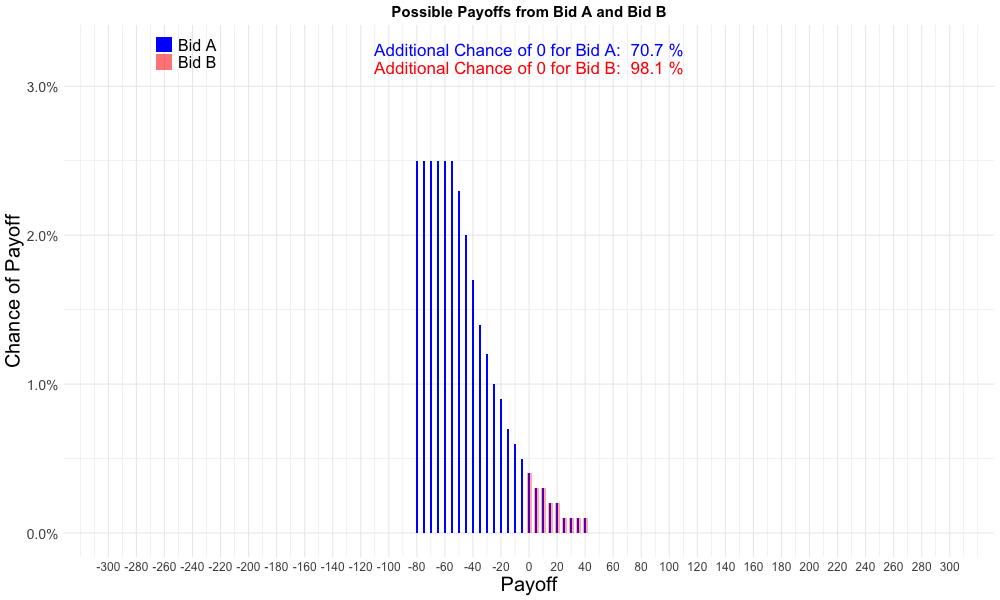 Possible Payoffs from Bid A and Bid B
Bid A
Bid B
Additional Chance of 0 for Bid A: 70.7 %
Additional Chance of 0 for Bid B: 98.1 %
Chance of Payoff
3.0%
2.0%
1.0%
0.0%
-300 -280 -260 -240 -220 -200 -180 -160 -140 -120 -100 -80 -60 -40 -20 0 20 40 60 80 100 120 140 160 180 200 220 240 260 280 300
Payoff